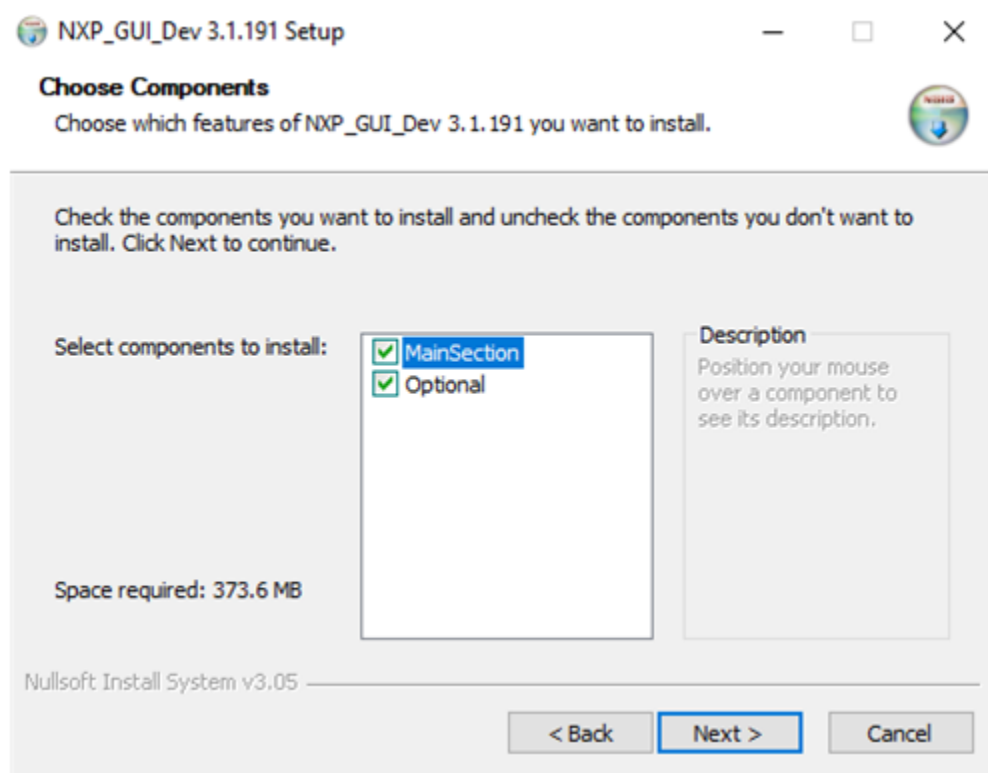 NXP_GUI_Dev 3.1.191 Setup
Choose Components
Choose which features of NXP_GUI_Dev 3.1.191 you want to install.
Check the components you want to install and uncheck the components you don't want to
install. Click Next to continue.
Select components to install:
MainSection
Optional
Description
Position your mouse
over a component to
see its description.
Space required: 373.6 MB
Nullsoft Install System v3.05
< Back
Next >
Cancel